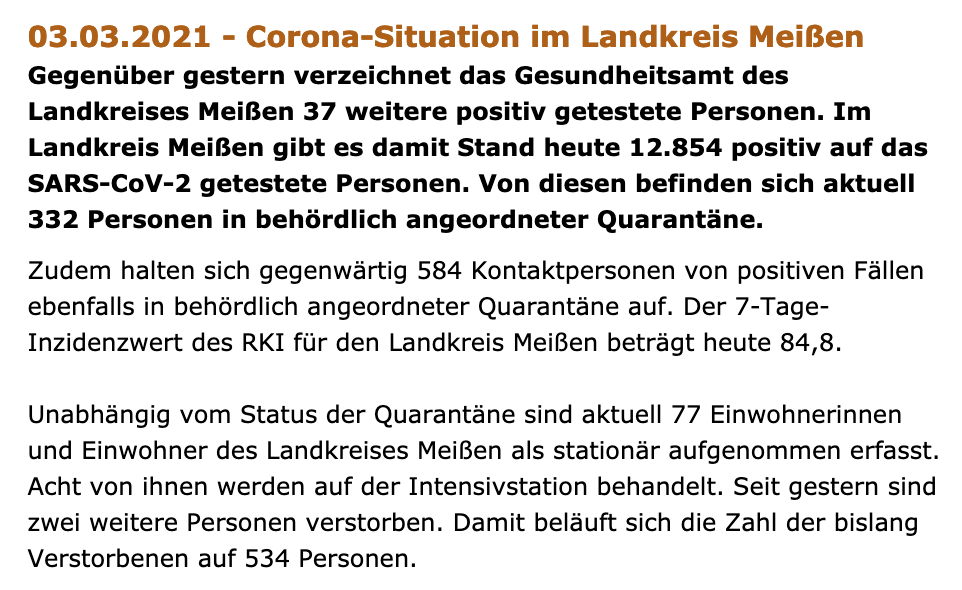 03.03.2021 - Corona-Situation im Landkreis Meißen
Gegenüber gestern verzeichnet das Gesundheitsamt des
Landkreises Meißen 37 weitere positiv getestete Personen. Im
Landkreis Meißen gibt es damit Stand heute 12.854 positiv auf das
SARS-CoV-2 getestete Personen. Von diesen befinden sich aktuell
332 Personen in behördlich angeordneter Quarantäne.
Zudem halten sich gegenwärtig 584 Kontaktpersonen von positiven Fällen
ebenfalls in behördlich angeordneter Quarantäne auf. Der 7-Tage-
Inzidenzwert des RKI für den Landkreis Meißen beträgt heute 84,8.
Unabhängig vom Status der Quarantäne sind aktuell 77 Einwohnerinnen
und Einwohner des Landkreises Meißen als stationär aufgenommen erfasst.
Acht von ihnen werden auf der Intensivstation behandelt. Seit gestern sind
zwei weitere Personen verstorben. Damit beläuft sich die Zahl der bislang
Verstorbenen auf 534 Personen.